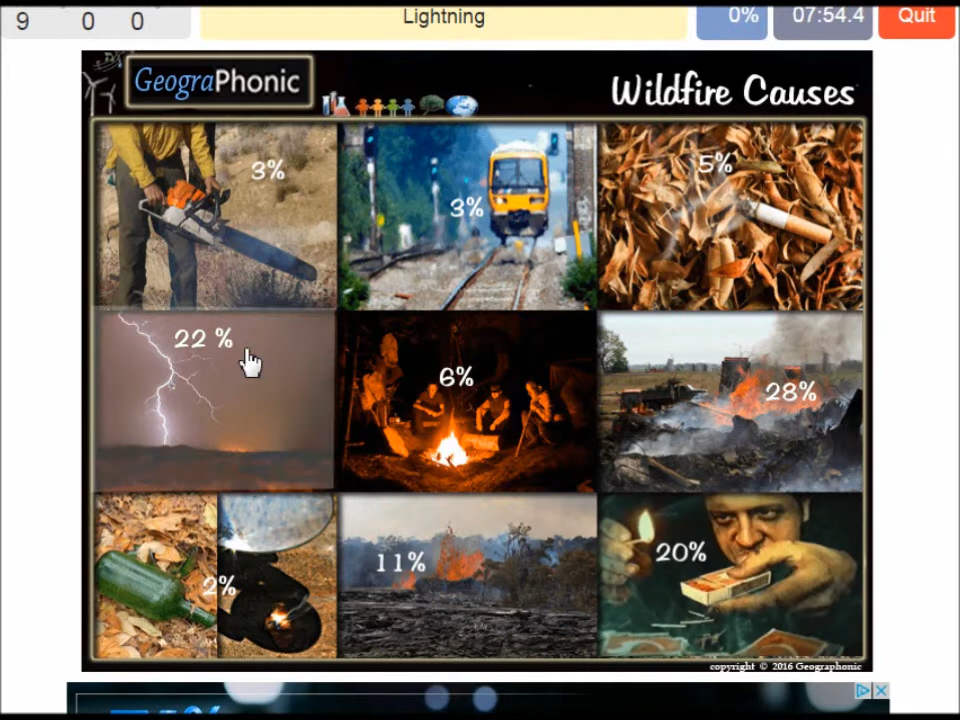 9 0 0
Lightning
0%
07:54.4
Quit
GeograPhonic
Wildfire Causes
3%
3%
5%
22 %
6%
28%
2%
11%
20%
copyright © 2016 Geographonic